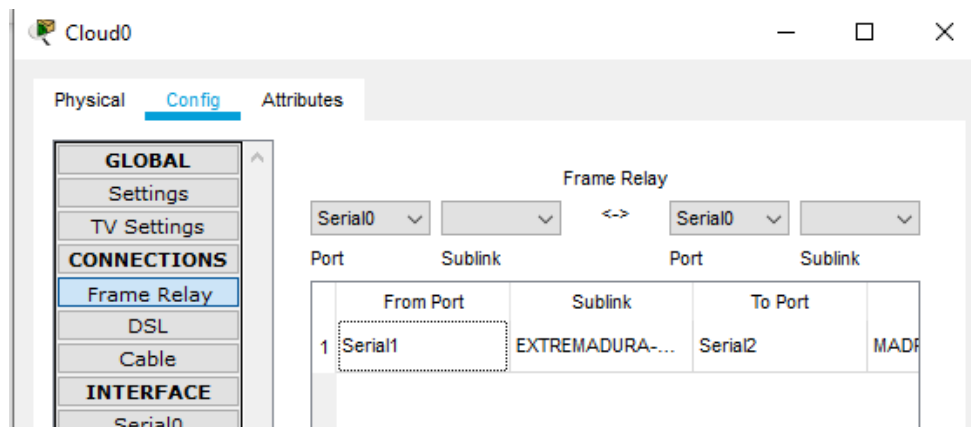 Cloud0
Physical Config Attributes
GLOBAL
Settings
TV Settings
CONNECTIONS
Frame Relay
DSL
Cable
INTERFACE
Serial0
Frame Relay
Serial0 <-> Serial0
Port Sublink Port Sublink
From Port Sublink To Port
1 Serial1 EXTREMADURA-... Serial2